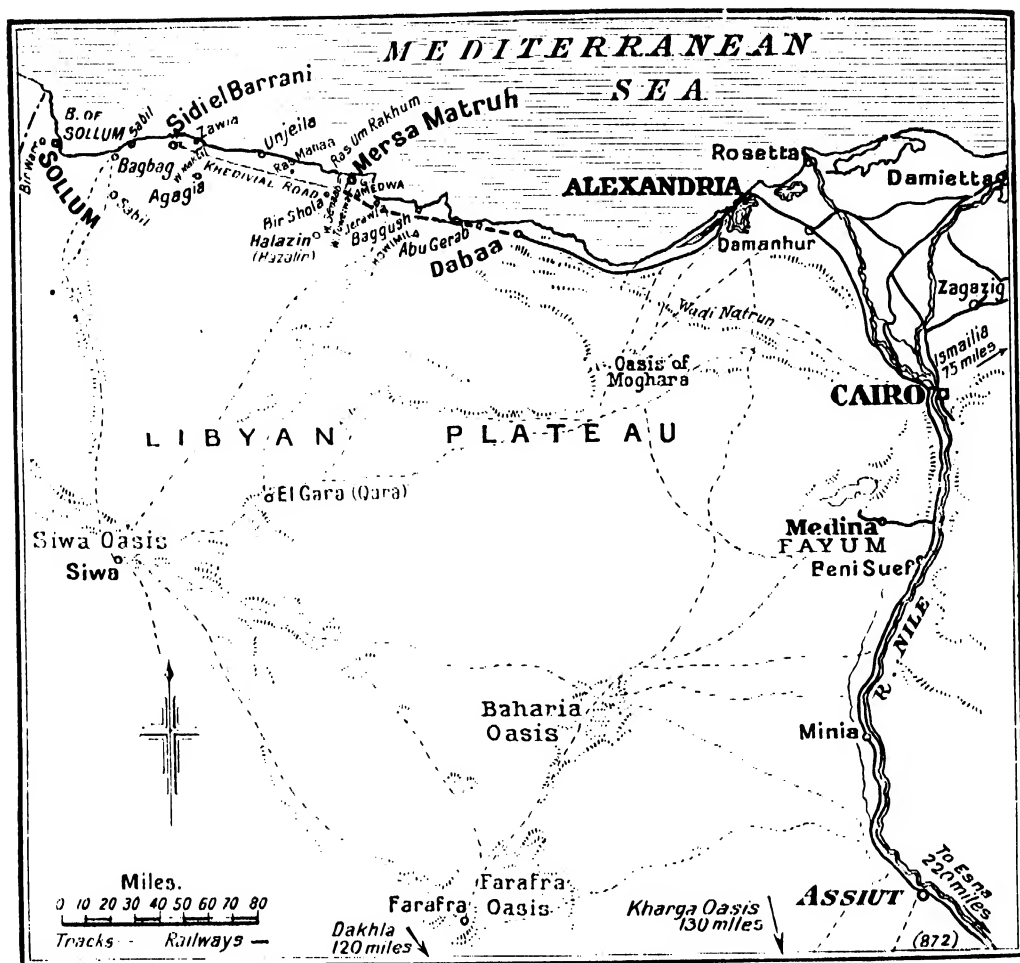 MEDITERRANEAN
SEA
B. OF
SOLLUM
Sabil
Sidi el Barrani
Zawia
Unjeila
Ras Manaa
Ras Um Rakhum
Mersa Matruh
Bir Warr
SOLLUM
Bagbag
W. Maktil
Agagia
KHEDIVIAL ROAD
Sabil
MEDWA
Bir Shola
Halazin
(Hazalin)
Jerawla
Baggush
HOWIMILA
Abu Gerab
Dabaa
ALEXANDRIA
Rosetta
Damietta
Damanhur
Zagazig
Wadi Natrun
Ismailia
75 miles
Oasis of
Moghara
CAIRO
LIBYAN PLATEAU
El Gara (Qara)
Siwa Oasis
Siwa
Medina
FAYUM
Beni Suef
R. NILE
Baharia
Oasis
Minia
To Esna
220 miles
Farafra
Oasis
Farafra
ASSIUT
Kharga Oasis
130 miles
Dakhla
120 miles
Miles.
0 10 20 30 40 50 60 70 80
Tracks -- Railways —
(872)